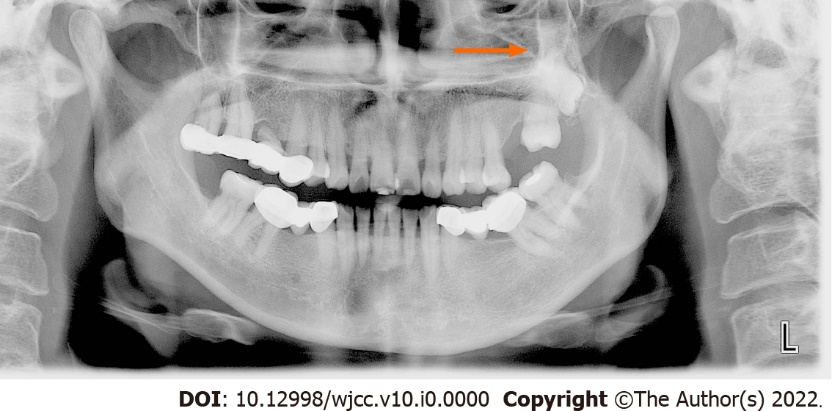 L
DOI: 10.12998/wjcc.v10.i0.0000 Copyright ©The Author(s) 2022.